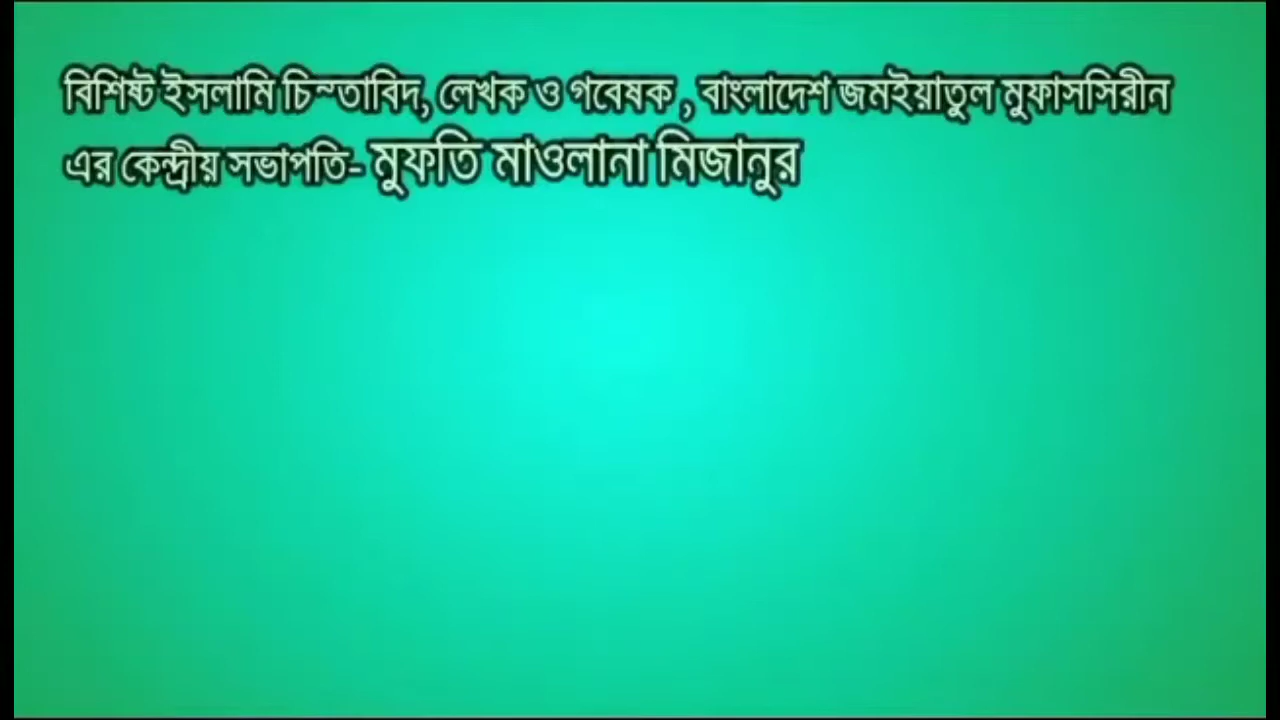 বিশিষ্ট ইসলামি চিন্তাবিদ, লেখক ও গবেষক , বাংলাদেশ জমইয়াতুল মুফাসসিরীন
এর কেন্দ্রীয় সভাপতি- মুফতি মাওলানা মিজানুর